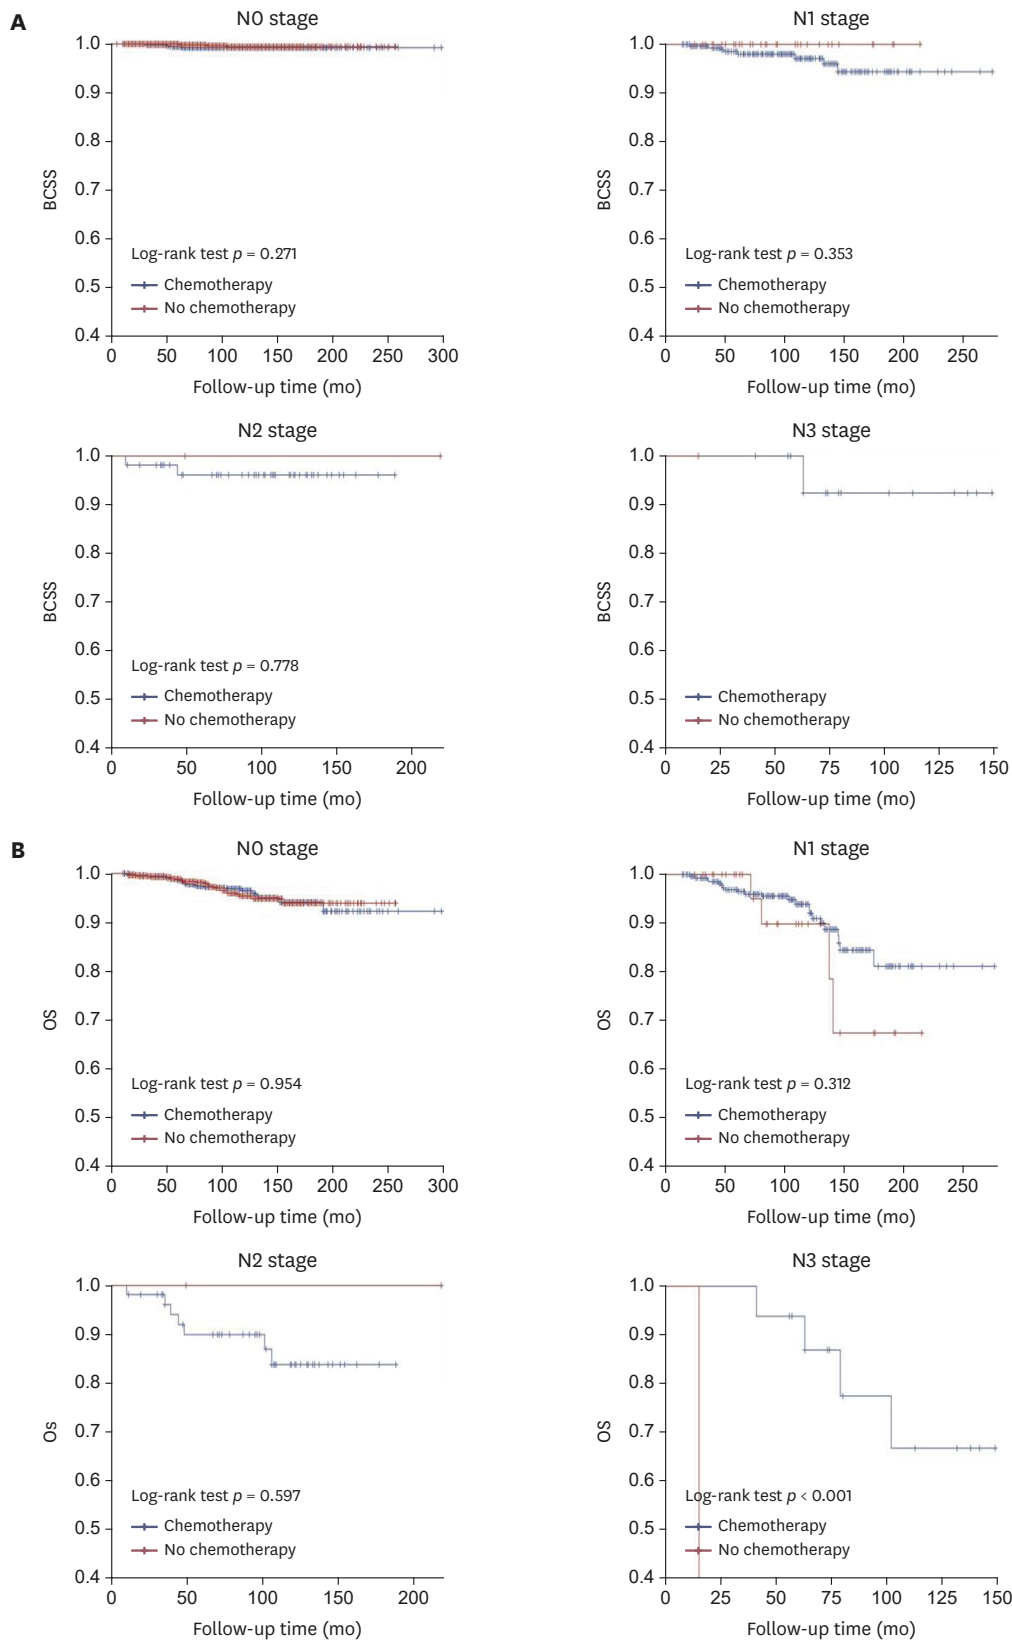 A
N0 stage
1.0
0.9
0.8
0.7
0.6
0.5
0.4
BCSS
Log-rank test p = 0.271
Chemotherapy
No chemotherapy
0 50 100 150 200 250 300
Follow-up time (mo)
N1 stage
1.0
0.9
0.8
0.7
0.6
0.5
0.4
BCSS
Log-rank test p = 0.353
Chemotherapy
No chemotherapy
0 50 100 150 200 250
Follow-up time (mo)
N2 stage
1.0
0.9
0.8
0.7
0.6
0.5
0.4
BCSS
Log-rank test p = 0.778
Chemotherapy
No chemotherapy
0 50 100 150 200
Follow-up time (mo)
N3 stage
1.0
0.9
0.8
0.7
0.6
0.5
0.4
BCSS
Chemotherapy
No chemotherapy
0 25 50 75 100 125 150
Follow-up time (mo)
B
N0 stage
1.0
0.9
0.8
0.7
0.6
0.5
0.4
OS
Log-rank test p = 0.954
Chemotherapy
No chemotherapy
0 50 100 150 200 250 300
Follow-up time (mo)
N1 stage
1.0
0.9
0.8
0.7
0.6
0.5
0.4
OS
Log-rank test p = 0.312
Chemotherapy
No chemotherapy
0 50 100 150 200 250
Follow-up time (mo)
N2 stage
1.0
0.9
0.8
0.7
0.6
0.5
0.4
Os
Log-rank test p = 0.597
Chemotherapy
No chemotherapy
0 50 100 150 200
Follow-up time (mo)
N3 stage
1.0
0.9
0.8
0.7
0.6
0.5
0.4
OS
Log-rank test p < 0.001
Chemotherapy
No chemotherapy
0 25 50 75 100 125 150
Follow-up time (mo)